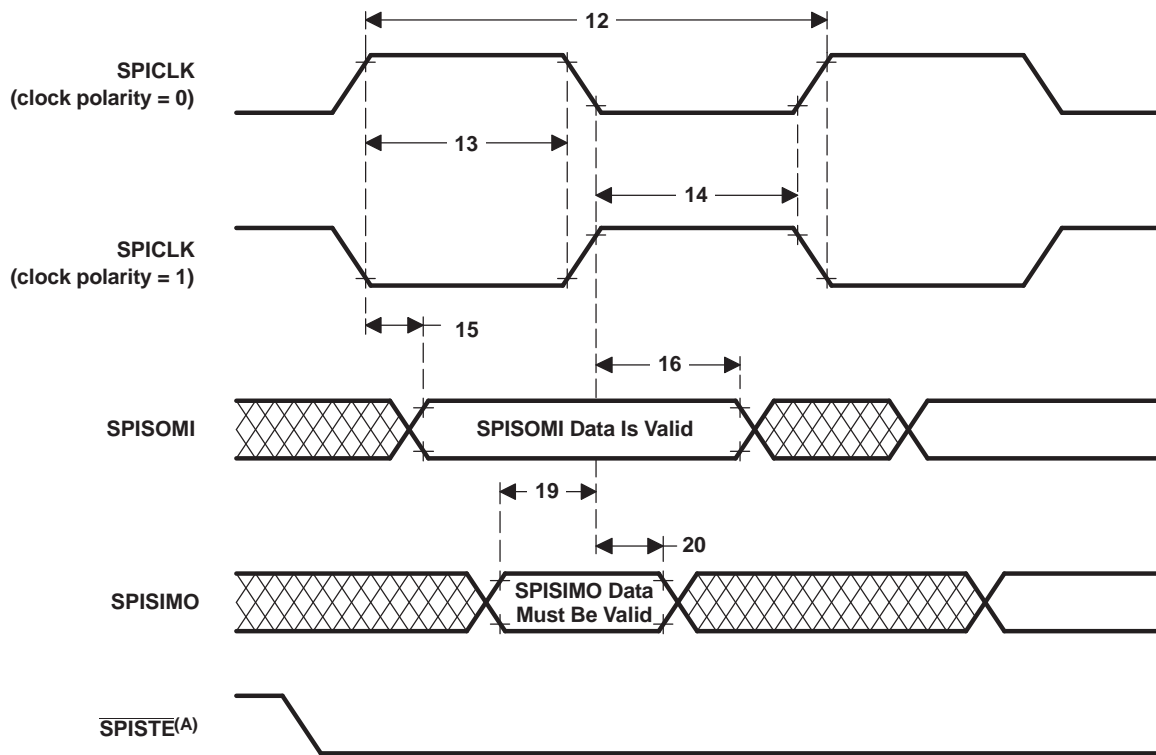 12
SPICLK
(clock polarity = 0)
13
14
SPICLK
(clock polarity = 1)
15
16
SPISOMI
SPISOMI Data Is Valid
19
20
SPISIMO
SPISIMO Data
Must Be Valid
SPISTE(A)